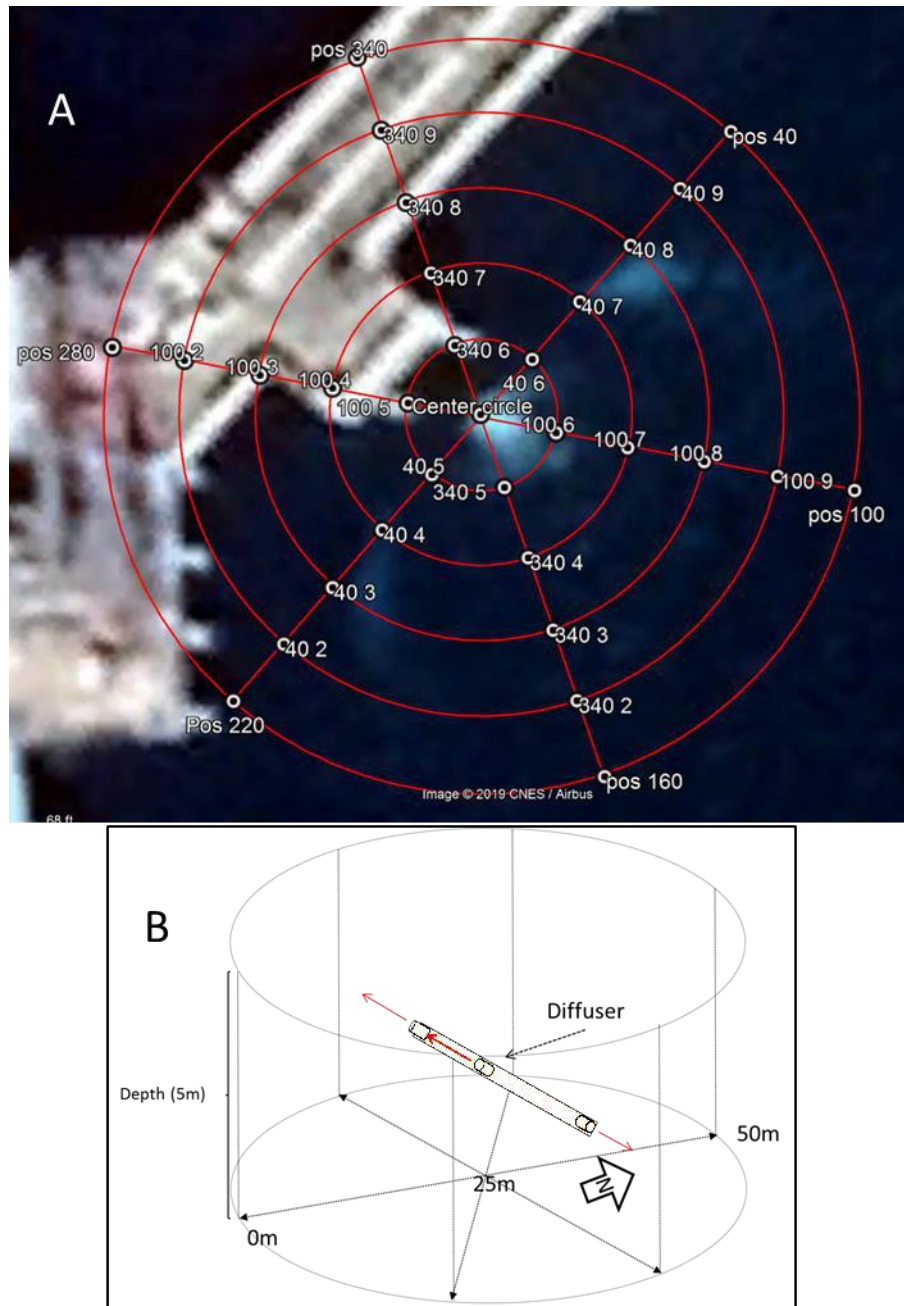 A
pos 340
340 9
pos 40
40 9
340 8
40 8
340 7
40 7
pos 280
100 2
100 3
100 4
100 5
340 6
40 6
Center circle
100 6
100 7
100 8
100 9
pos 100
40 5
340 5
40 4
340 4
40 3
340 3
40 2
340 2
Pos 220
pos 160
Image © 2019 CNES / Airbus
68 ft
B
Diffuser
Depth (5m)
50m
25m
N
0m